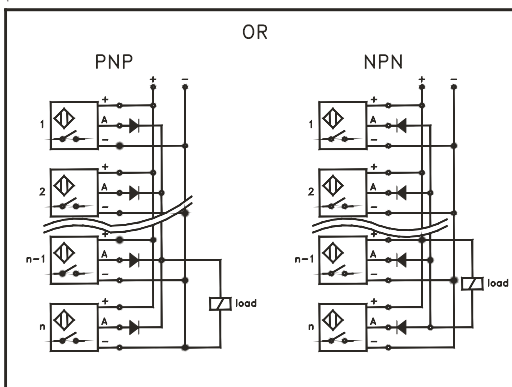 OR
PNP NPN
+ - + -
+ +
1 A 1 A
- -
+ +
2 A 2 A
- -
+ +
n-1 A n-1 A
- -
load load
+ +
n A n A
- -